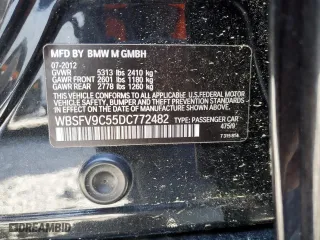 MFD BY BMW M GMBH
07-2012
GVWR 5313 lbs 2410 kg
GAWR FRONT 2601 lbs 1180 kg
GAWR REAR 2778 lbs 1260 kg
THIS VEHICLE CONFORMS TO ALL APPLICABLE
U.S. FEDERAL MOTOR VEHICLE SAFETY, BUMPER,
AND THEFT PREVENTION STANDARDS IN EFFECT
ON THE DATE OF MANUFACTURE SHOWN ABOVE.
WBSFV9C55DC772482
TYPE: PASSENGER CAR
475/9
DREAMBID